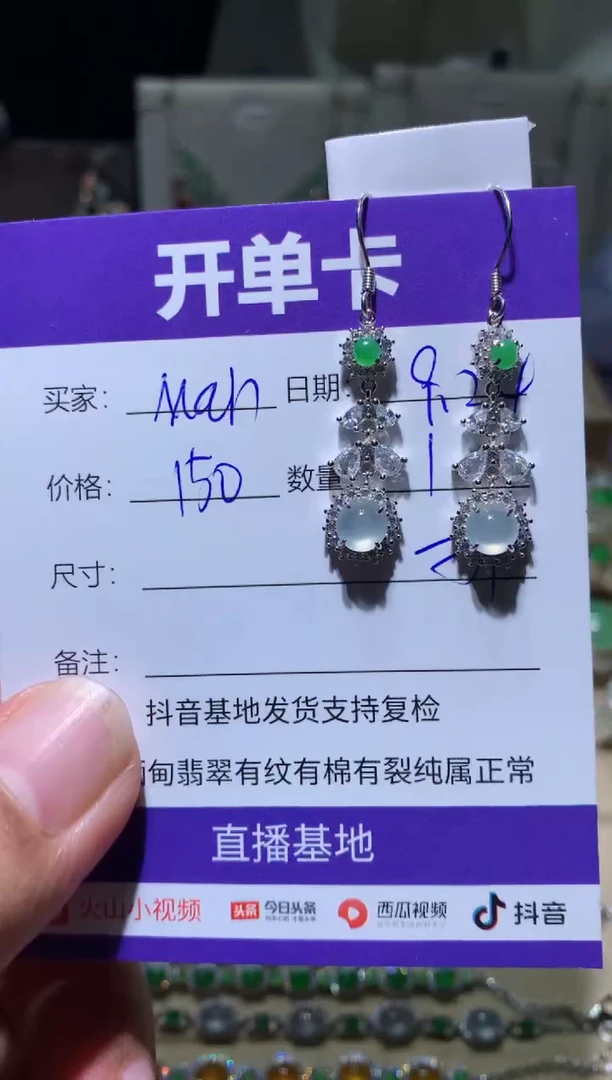 开单卡
买家: Man 日期: 9.24
价格: 150 数量 1
尺寸:
备注:
抖音基地发货支持复检
甸翡翠有纹有棉有裂纯属正常
直播基地
火山小视频 头条 今日头条 西瓜视频 抖音